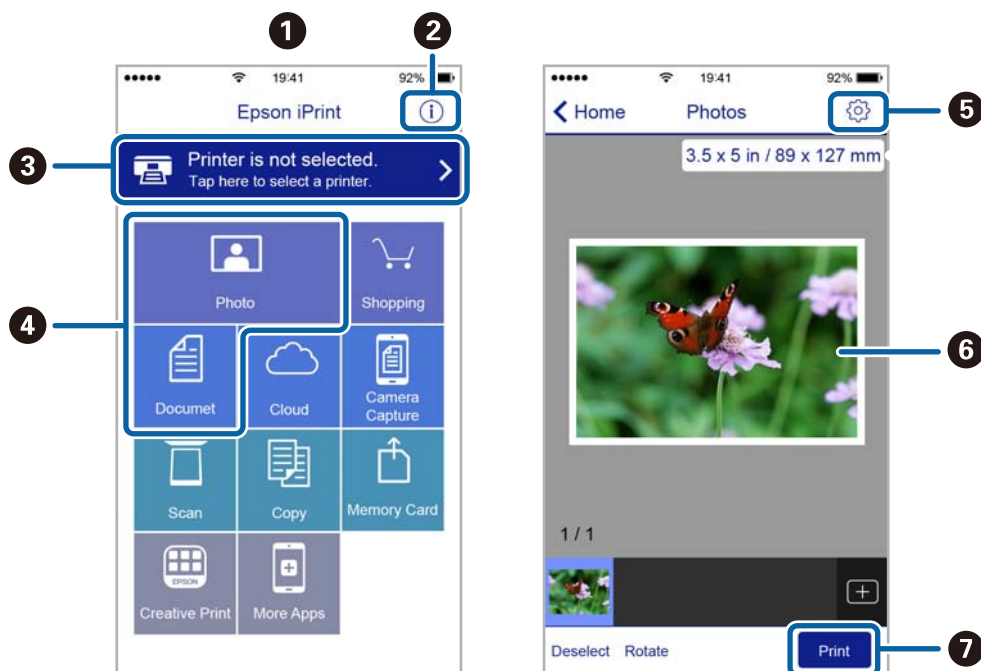 1
2
19:41
92%
Epson iPrint
3
Printer is not selected.
Tap here to select a printer.
4
Photo
Shopping
Documet
Cloud
Camera
Capture
Scan
Copy
Memory Card
EPSON
Creative Print
More Apps
19:41
92%
Home
Photos
5
3.5 x 5 in / 89 x 127 mm
6
1 / 1
Deselect
Rotate
Print
7